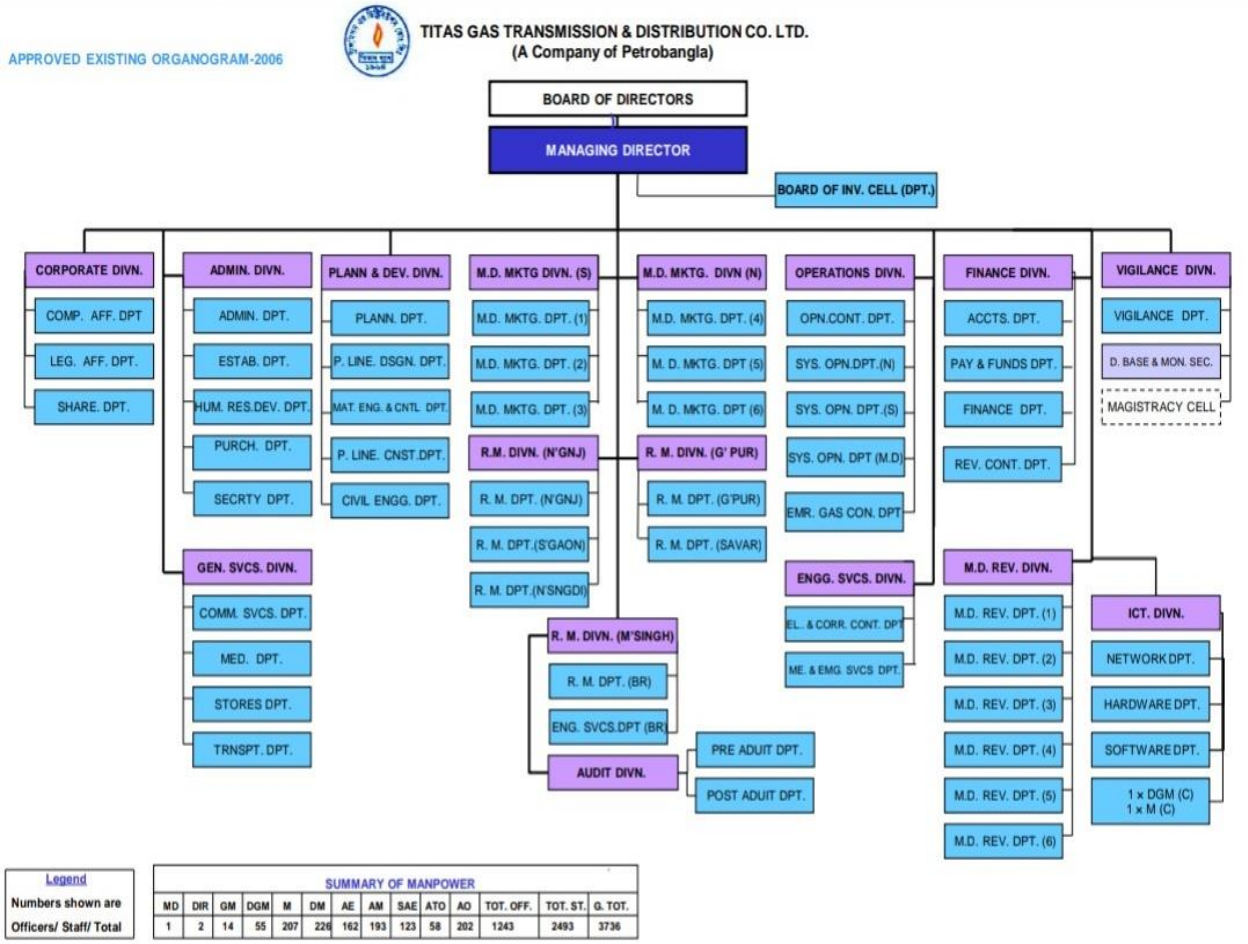 APPROVED EXISTING ORGANOGRAM-2006
TITAS GAS TRANSMISSION & DISTRIBUTION CO. LTD.
(A Company of Petrobangla)
BOARD OF DIRECTORS
MANAGING DIRECTOR
BOARD OF INV. CELL (DPT.)
CORPORATE DIVN.
COMP. AFF. DPT
LEG. AFF. DPT.
SHARE. DPT.
ADMIN. DIVN.
ADMIN. DPT.
ESTAB. DPT.
HUM. RES.DEV. DPT.
PURCH. DPT.
SECRTY DPT.
GEN. SVCS. DIVN.
COMM. SVCS. DPT.
MED. DPT.
STORES DPT.
TRNSPT. DPT.
PLANN & DEV. DIVN.
PLANN. DPT.
P. LINE. DSGN. DPT.
MAT. ENG. & CNTL DPT.
P. LINE. CNST.DPT.
CIVIL ENGG. DPT.
M.D. MKTG DIVN. (S)
M.D. MKTG. DPT. (1)
M.D. MKTG. DPT. (2)
M.D. MKTG. DPT. (3)
R.M. DIVN. (N'GNJ)
R. M. DPT. (N'GNJ)
R. M. DPT.(S'GAON)
R. M. DPT.(N'SNGDI)
M.D. MKTG. DIVN (N)
M.D. MKTG. DPT. (4)
M. D. MKTG. DPT (5)
M. D. MKTG. DPT (6)
R. M. DIVN. (G' PUR)
R. M. DPT. (G'PUR)
R. M. DPT. (SAVAR)
R. M. DIVN. (M'SINGH)
R. M. DPT. (BR)
ENG. SVCS.DPT (BR)
AUDIT DIVN.
PRE ADUIT DPT.
POST ADUIT DPT.
OPERATIONS DIVN.
OPN.CONT. DPT.
SYS. OPN.DPT.(N)
SYS. OPN. DPT.(S)
SYS. OPN. DPT (M.D)
EMR. GAS CON. DPT
ENGG. SVCS. DIVN.
EL. & CORR. CONT. DPT
ME. & EMG. SVCS DPT.
FINANCE DIVN.
ACCTS. DPT.
PAY & FUNDS DPT.
FINANCE DPT.
REV. CONT. DPT.
M.D. REV. DIVN.
M.D. REV. DPT. (1)
M.D. REV. DPT. (2)
M.D. REV. DPT. (3)
M.D. REV. DPT. (4)
M.D. REV. DPT. (5)
M.D. REV. DPT. (6)
VIGILANCE DIVN.
VIGILANCE DPT.
D. BASE & MON. SEC.
MAGISTRACY CELL
ICT. DIVN.
NETWORK DPT.
HARDWARE DPT.
SOFTWARE DPT.
1 x DGM (C)
1 x M (C)
Legend
Numbers shown are
Officers/ Staff/ Total
SUMMARY OF MANPOWER
MD DIR GM DGM M DM AE AM SAE ATO AO TOT. OFF. TOT. ST. G. TOT.
1 2 14 55 207 226 162 193 123 58 202 1243 2493 3736